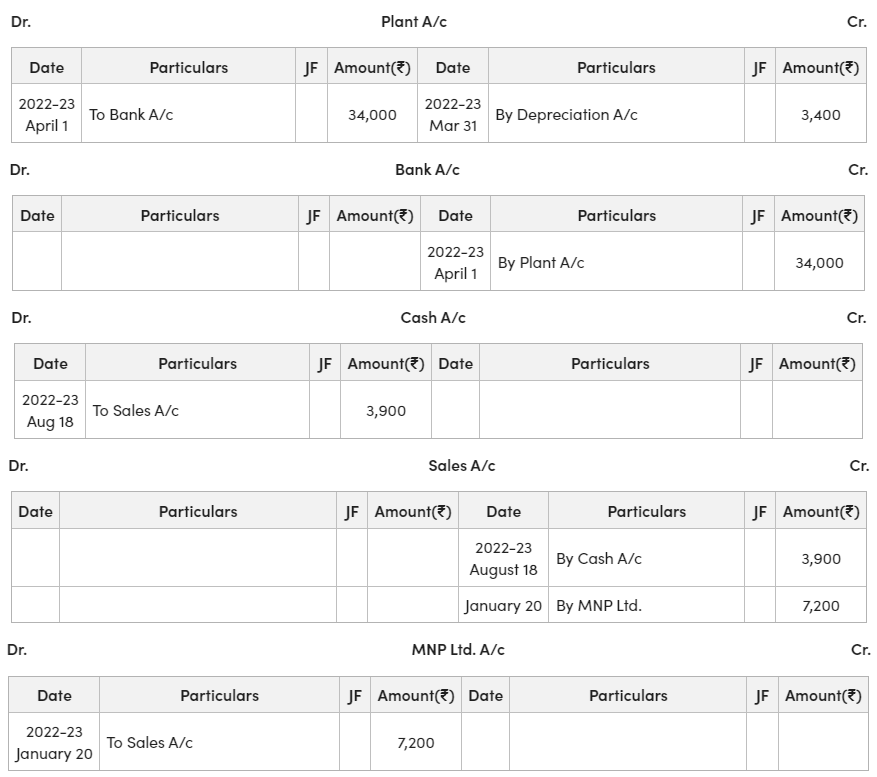 Dr. Plant A/c Cr.
Date Particulars JF Amount(₹) Date Particulars JF Amount(₹)
2022-23 April 1 To Bank A/c 34,000 2022-23 Mar 31 By Depreciation A/c 3,400
Dr. Bank A/c Cr.
Date Particulars JF Amount(₹) Date Particulars JF Amount(₹)
2022-23 April 1 By Plant A/c 34,000
Dr. Cash A/c Cr.
Date Particulars JF Amount(₹) Date Particulars JF Amount(₹)
2022-23 Aug 18 To Sales A/c 3,900
Dr. Sales A/c Cr.
Date Particulars JF Amount(₹) Date Particulars JF Amount(₹)
2022-23 August 18 By Cash A/c 3,900
January 20 By MNP Ltd. 7,200
Dr. MNP Ltd. A/c Cr.
Date Particulars JF Amount(₹) Date Particulars JF Amount(₹)
2022-23 January 20 To Sales A/c 7,200